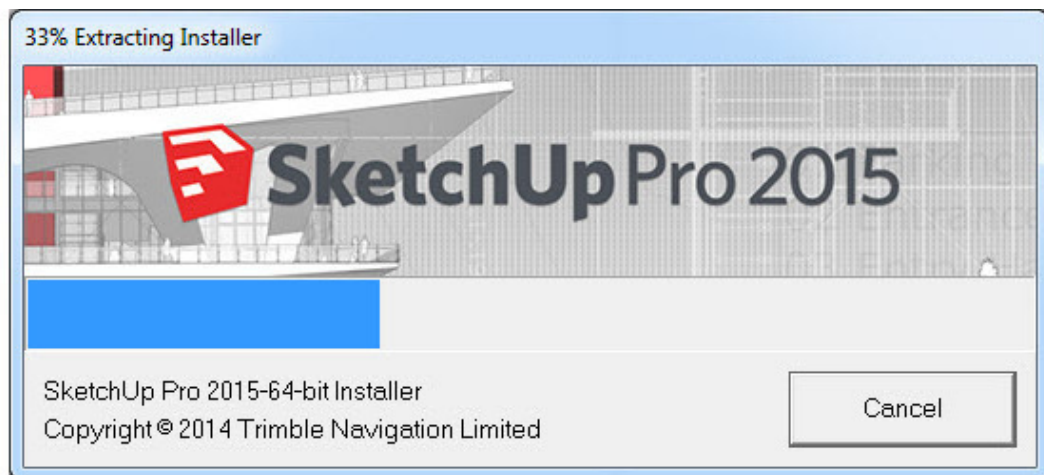 33% Extracting Installer
SketchUp Pro 2015
SketchUp Pro 2015-64-bit Installer
Copyright © 2014 Trimble Navigation Limited
Cancel